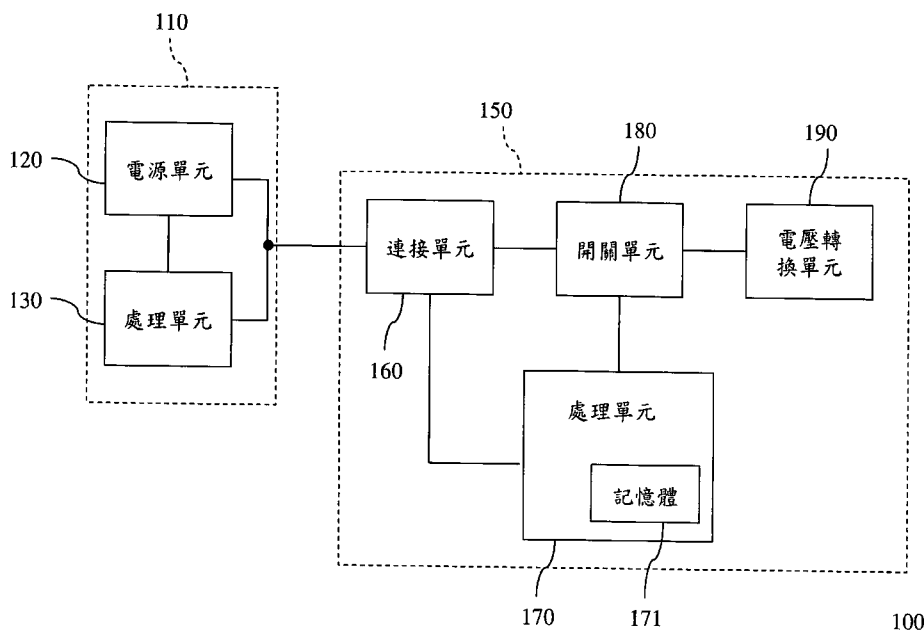 110
150
180
190
120
電源單元
連接單元
開關單元
電壓轉
換單元
130
處理單元
160
處理單元
記憶體
170
171
100